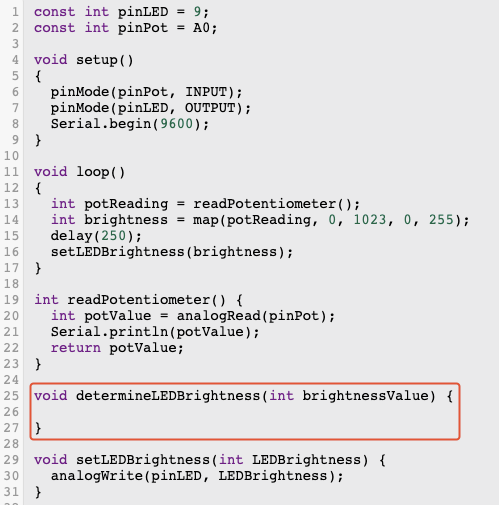 1 const int pinLED = 9;
2 const int pinPot = A0;
3
4 void setup()
5 {
6   pinMode(pinPot, INPUT);
7   pinMode(pinLED, OUTPUT);
8   Serial.begin(9600);
9 }
10
11 void loop()
12 {
13   int potReading = readPotentiometer();
14   int brightness = map(potReading, 0, 1023, 0, 255);
15   delay(250);
16   setLEDBrightness(brightness);
17 }
18
19 int readPotentiometer() {
20   int potValue = analogRead(pinPot);
21   Serial.println(potValue);
22   return potValue;
23 }
24
25 void determineLEDBrightness(int brightnessValue) {
26
27 }
28
29 void setLEDBrightness(int LEDBrightness) {
30   analogWrite(pinLED, LEDBrightness);
31 }